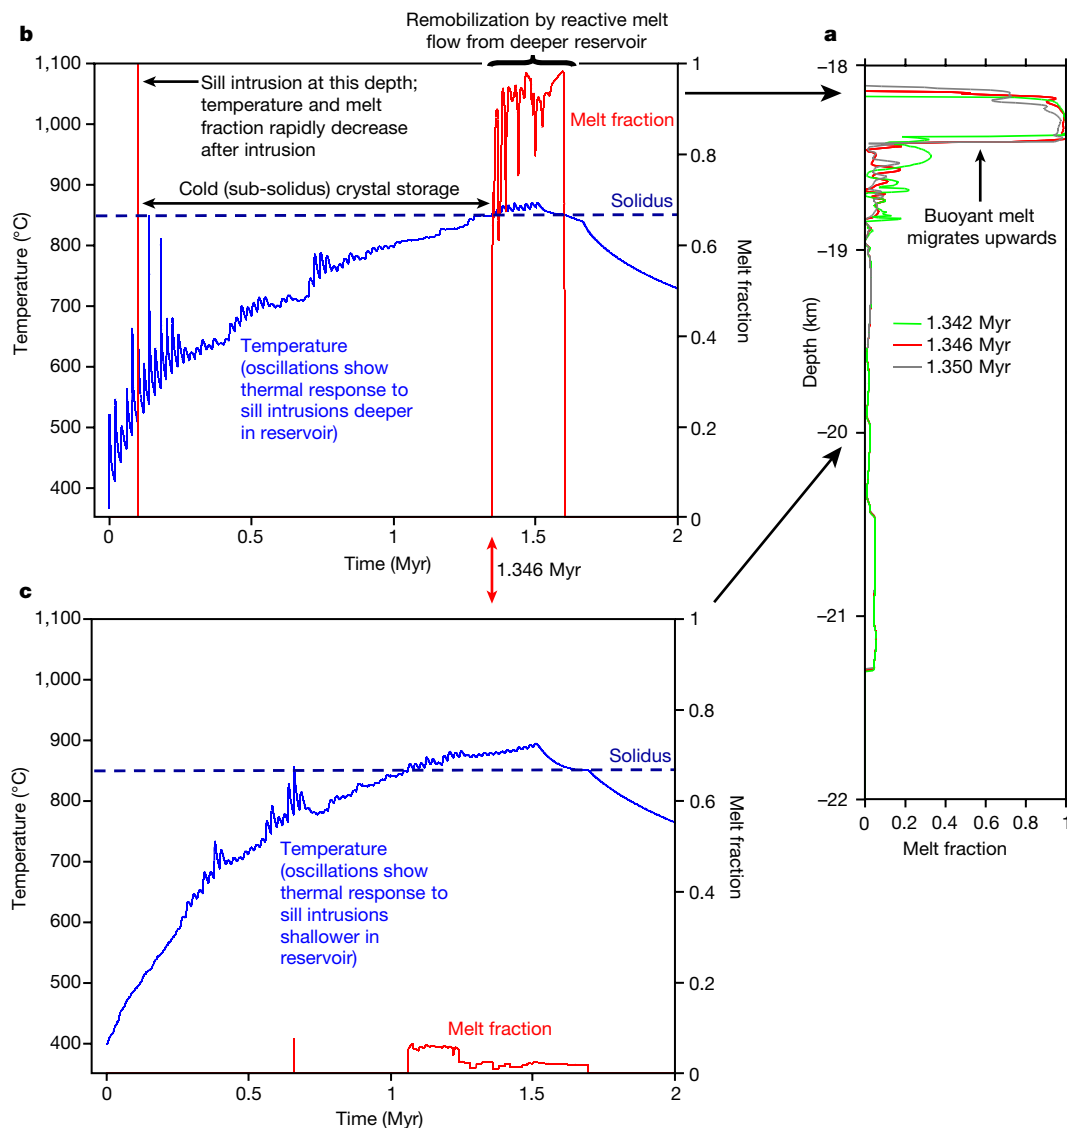 b
Remobilization by reactive melt
flow from deeper reservoir
1,100
1,000
900
800
700
600
500
400
Temperature (°C)
Sill intrusion at this depth;
temperature and melt
fraction rapidly decrease
after intrusion
Melt fraction
Cold (sub-solidus) crystal storage
Solidus
Temperature
(oscillations show
thermal response to
sill intrusions deeper
in reservoir)
1
0.8
0.6
0.4
0.2
0
Melt fraction
0
0.5
1
1.5
2
Time (Myr)
1.346 Myr
a
–18
–19
–20
–21
–22
Depth (km)
Buoyant melt
migrates upwards
1.342 Myr
1.346 Myr
1.350 Myr
0
0.2
0.4
0.6
0.8
1
Melt fraction
c
1,100
1,000
900
800
700
600
500
400
Temperature (°C)
Solidus
Temperature
(oscillations show
thermal response to
sill intrusions
shallower in
reservoir)
Melt fraction
1
0.8
0.6
0.4
0.2
0
Melt fraction
0
0.5
1
1.5
2
Time (Myr)